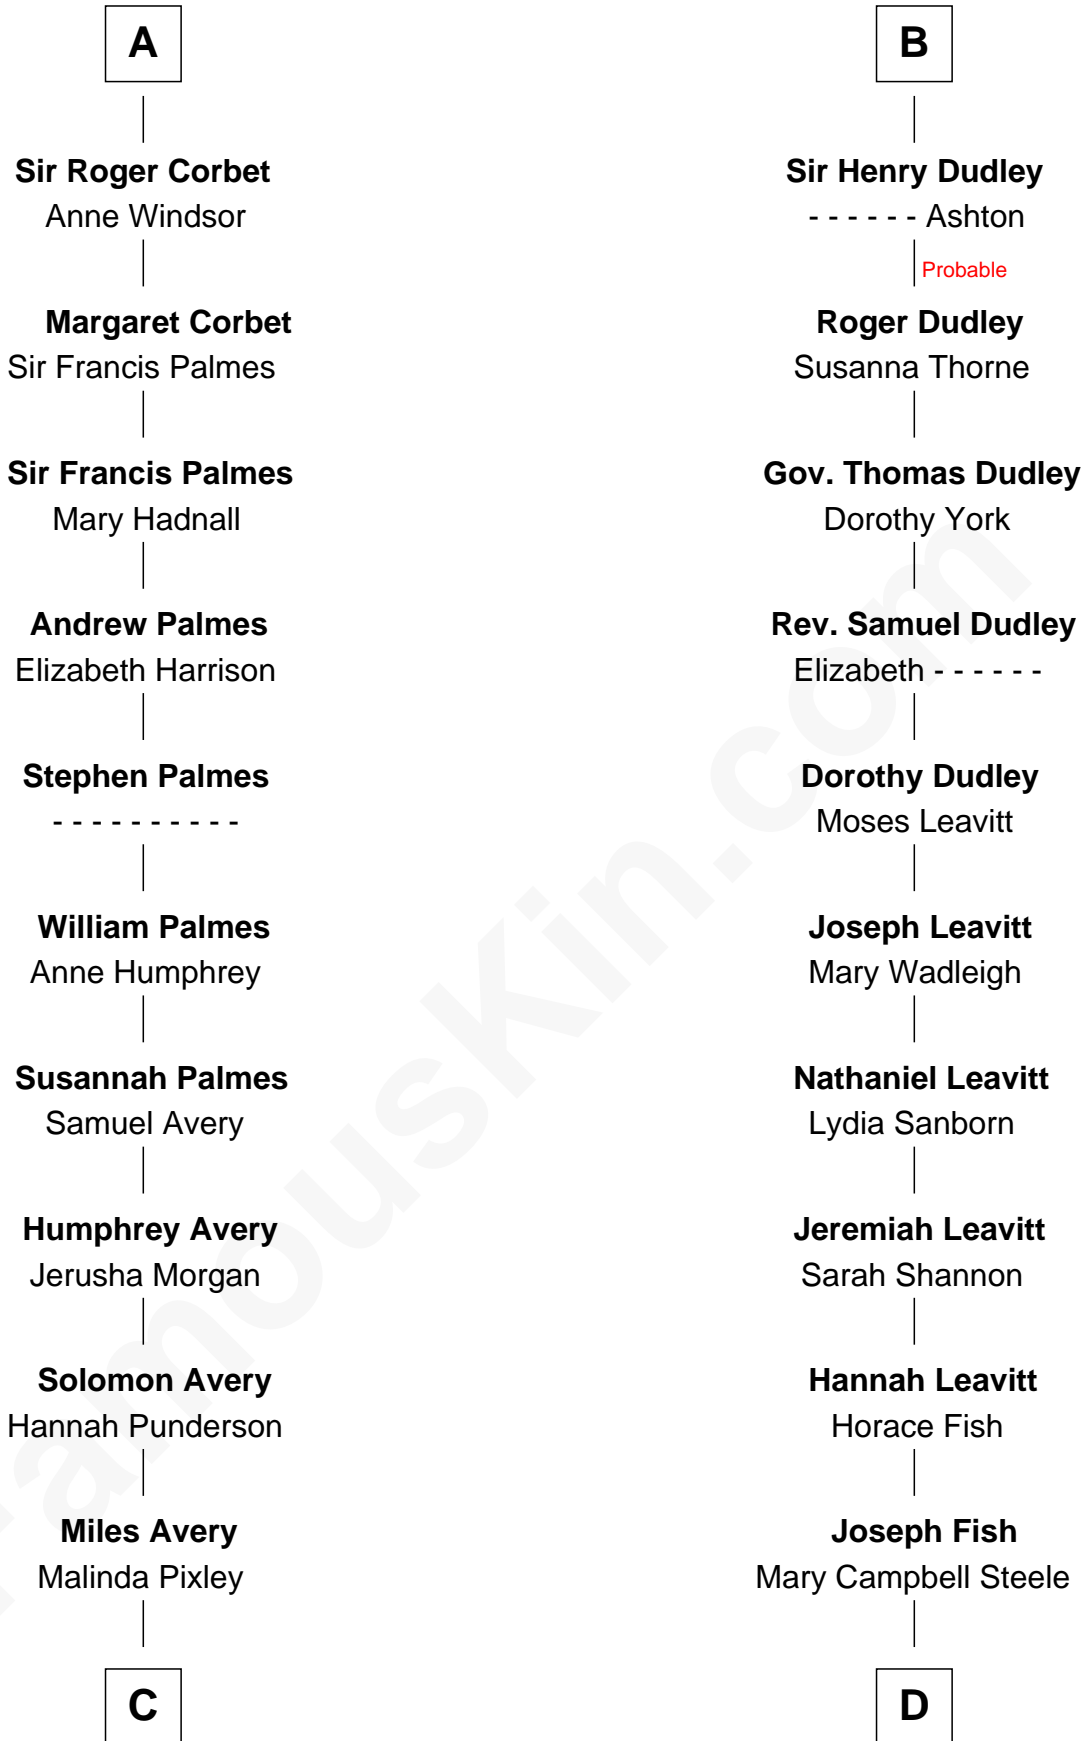 A
Sir Roger Corbet
Anne Windsor
Margaret Corbet
Sir Francis Palmes
Sir Francis Palmes
Mary Hadnall
Andrew Palmes
Elizabeth Harrison
Stephen Palmes
- - - - - - - - - -
William Palmes
Anne Humphrey
Susannah Palmes
Samuel Avery
Humphrey Avery
Jerusha Morgan
Solomon Avery
Hannah Punderson
Miles Avery
Malinda Pixley
C
B
Sir Henry Dudley
- - - - - - Ashton
Probable
Roger Dudley
Susanna Thorne
Gov. Thomas Dudley
Dorothy York
Rev. Samuel Dudley
Elizabeth - - - - - -
Dorothy Dudley
Moses Leavitt
Joseph Leavitt
Mary Wadleigh
Nathaniel Leavitt
Lydia Sanborn
Jeremiah Leavitt
Sarah Shannon
Hannah Leavitt
Horace Fish
Joseph Fish
Mary Campbell Steele
D
FamousKin.com